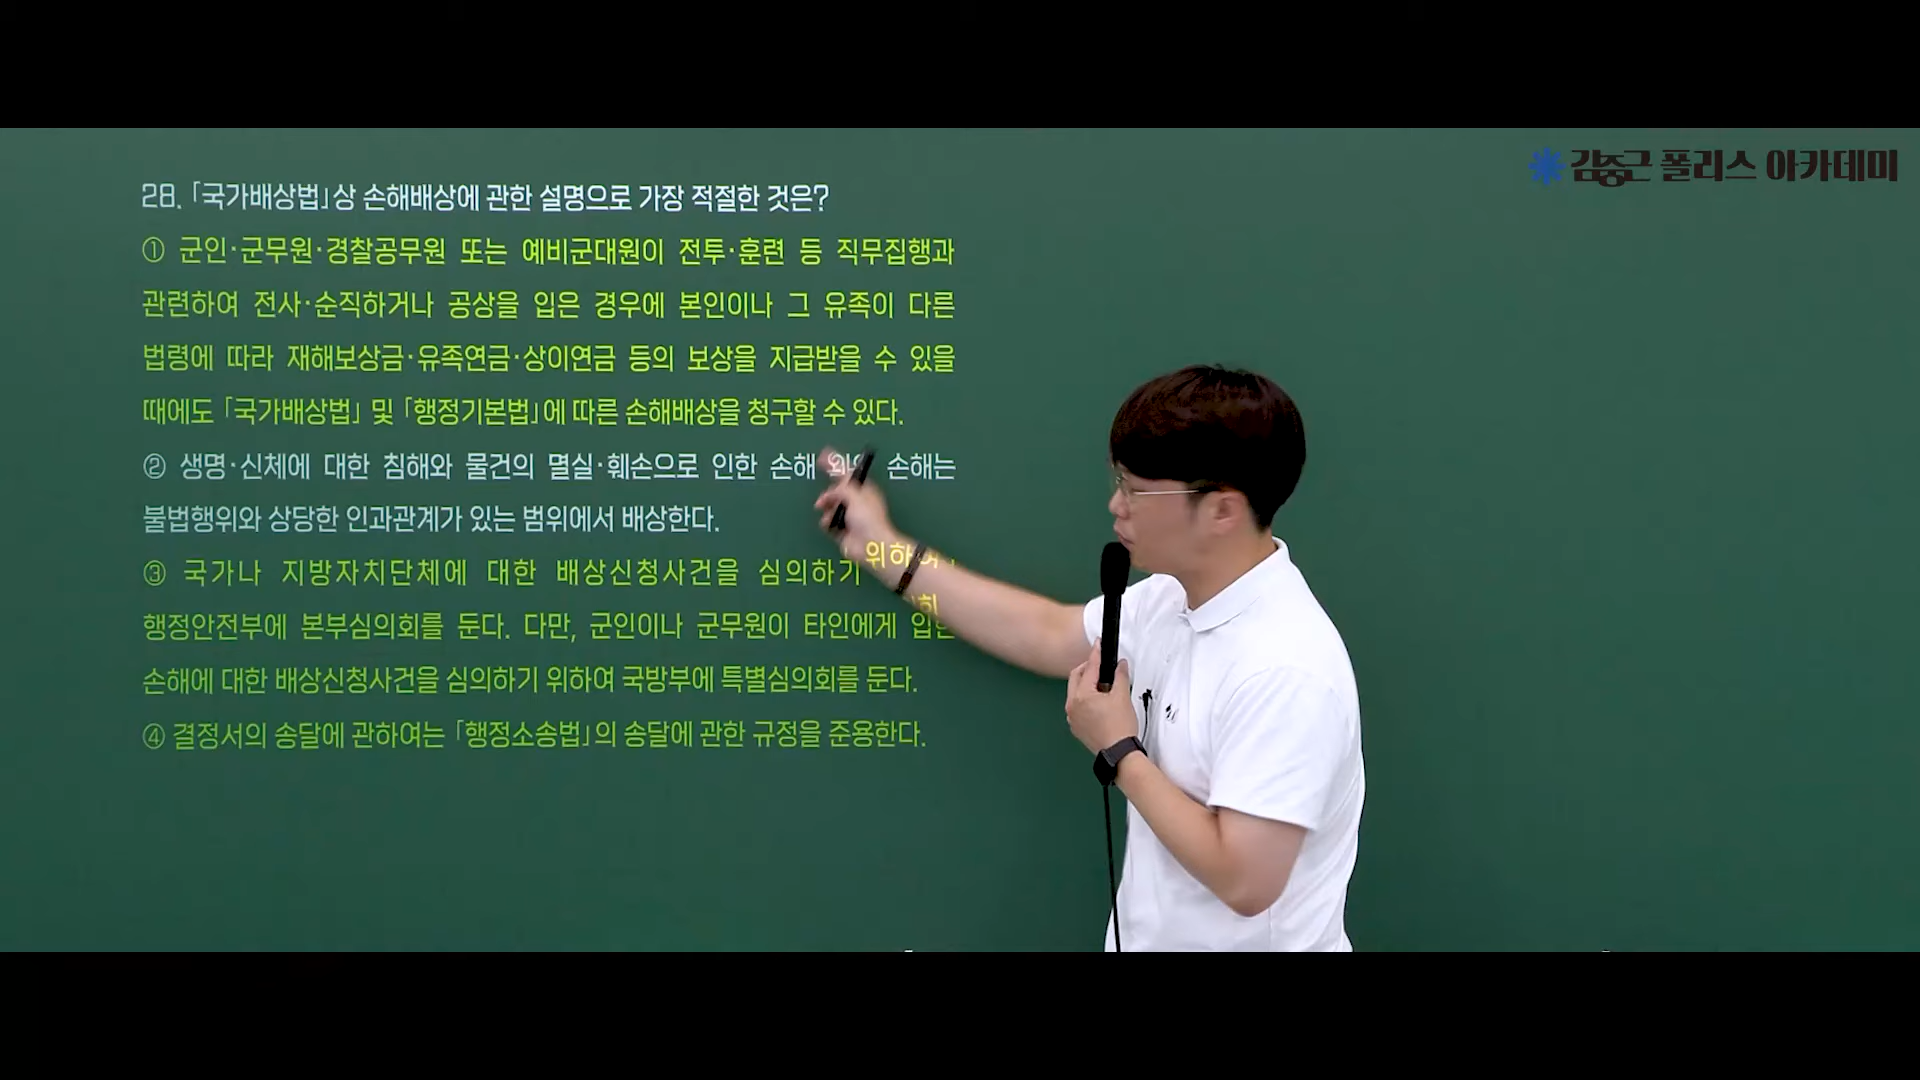 김중근 폴리스 아카데미
28. 「국가배상법」상 손해배상에 관한 설명으로 가장 적절한 것은?
① 군인·군무원·경찰공무원 또는 예비군대원이 전투·훈련 등 직무집행과
관련하여 전사·순직하거나 공상을 입은 경우에 본인이나 그 유족이 다른
법령에 따라 재해보상금·유족연금·상이연금 등의 보상을 지급받을 수 있을
때에도 「국가배상법」 및 「행정기본법」에 따른 손해배상을 청구할 수 있다.
② 생명·신체에 대한 침해와 물건의 멸실·훼손으로 인한 손해 손해는
불법행위와 상당한 인과관계가 있는 범위에서 배상한다.
③ 국가나 지방자치단체에 대한 배상신청사건을 심의하기 위하여
행정안전부에 본부심의회를 둔다. 다만, 군인이나 군무원이 타인에게 입힌
손해에 대한 배상신청사건을 심의하기 위하여 국방부에 특별심의회를 둔다.
④ 결정서의 송달에 관하여는 「행정소송법」의 송달에 관한 규정을 준용한다.